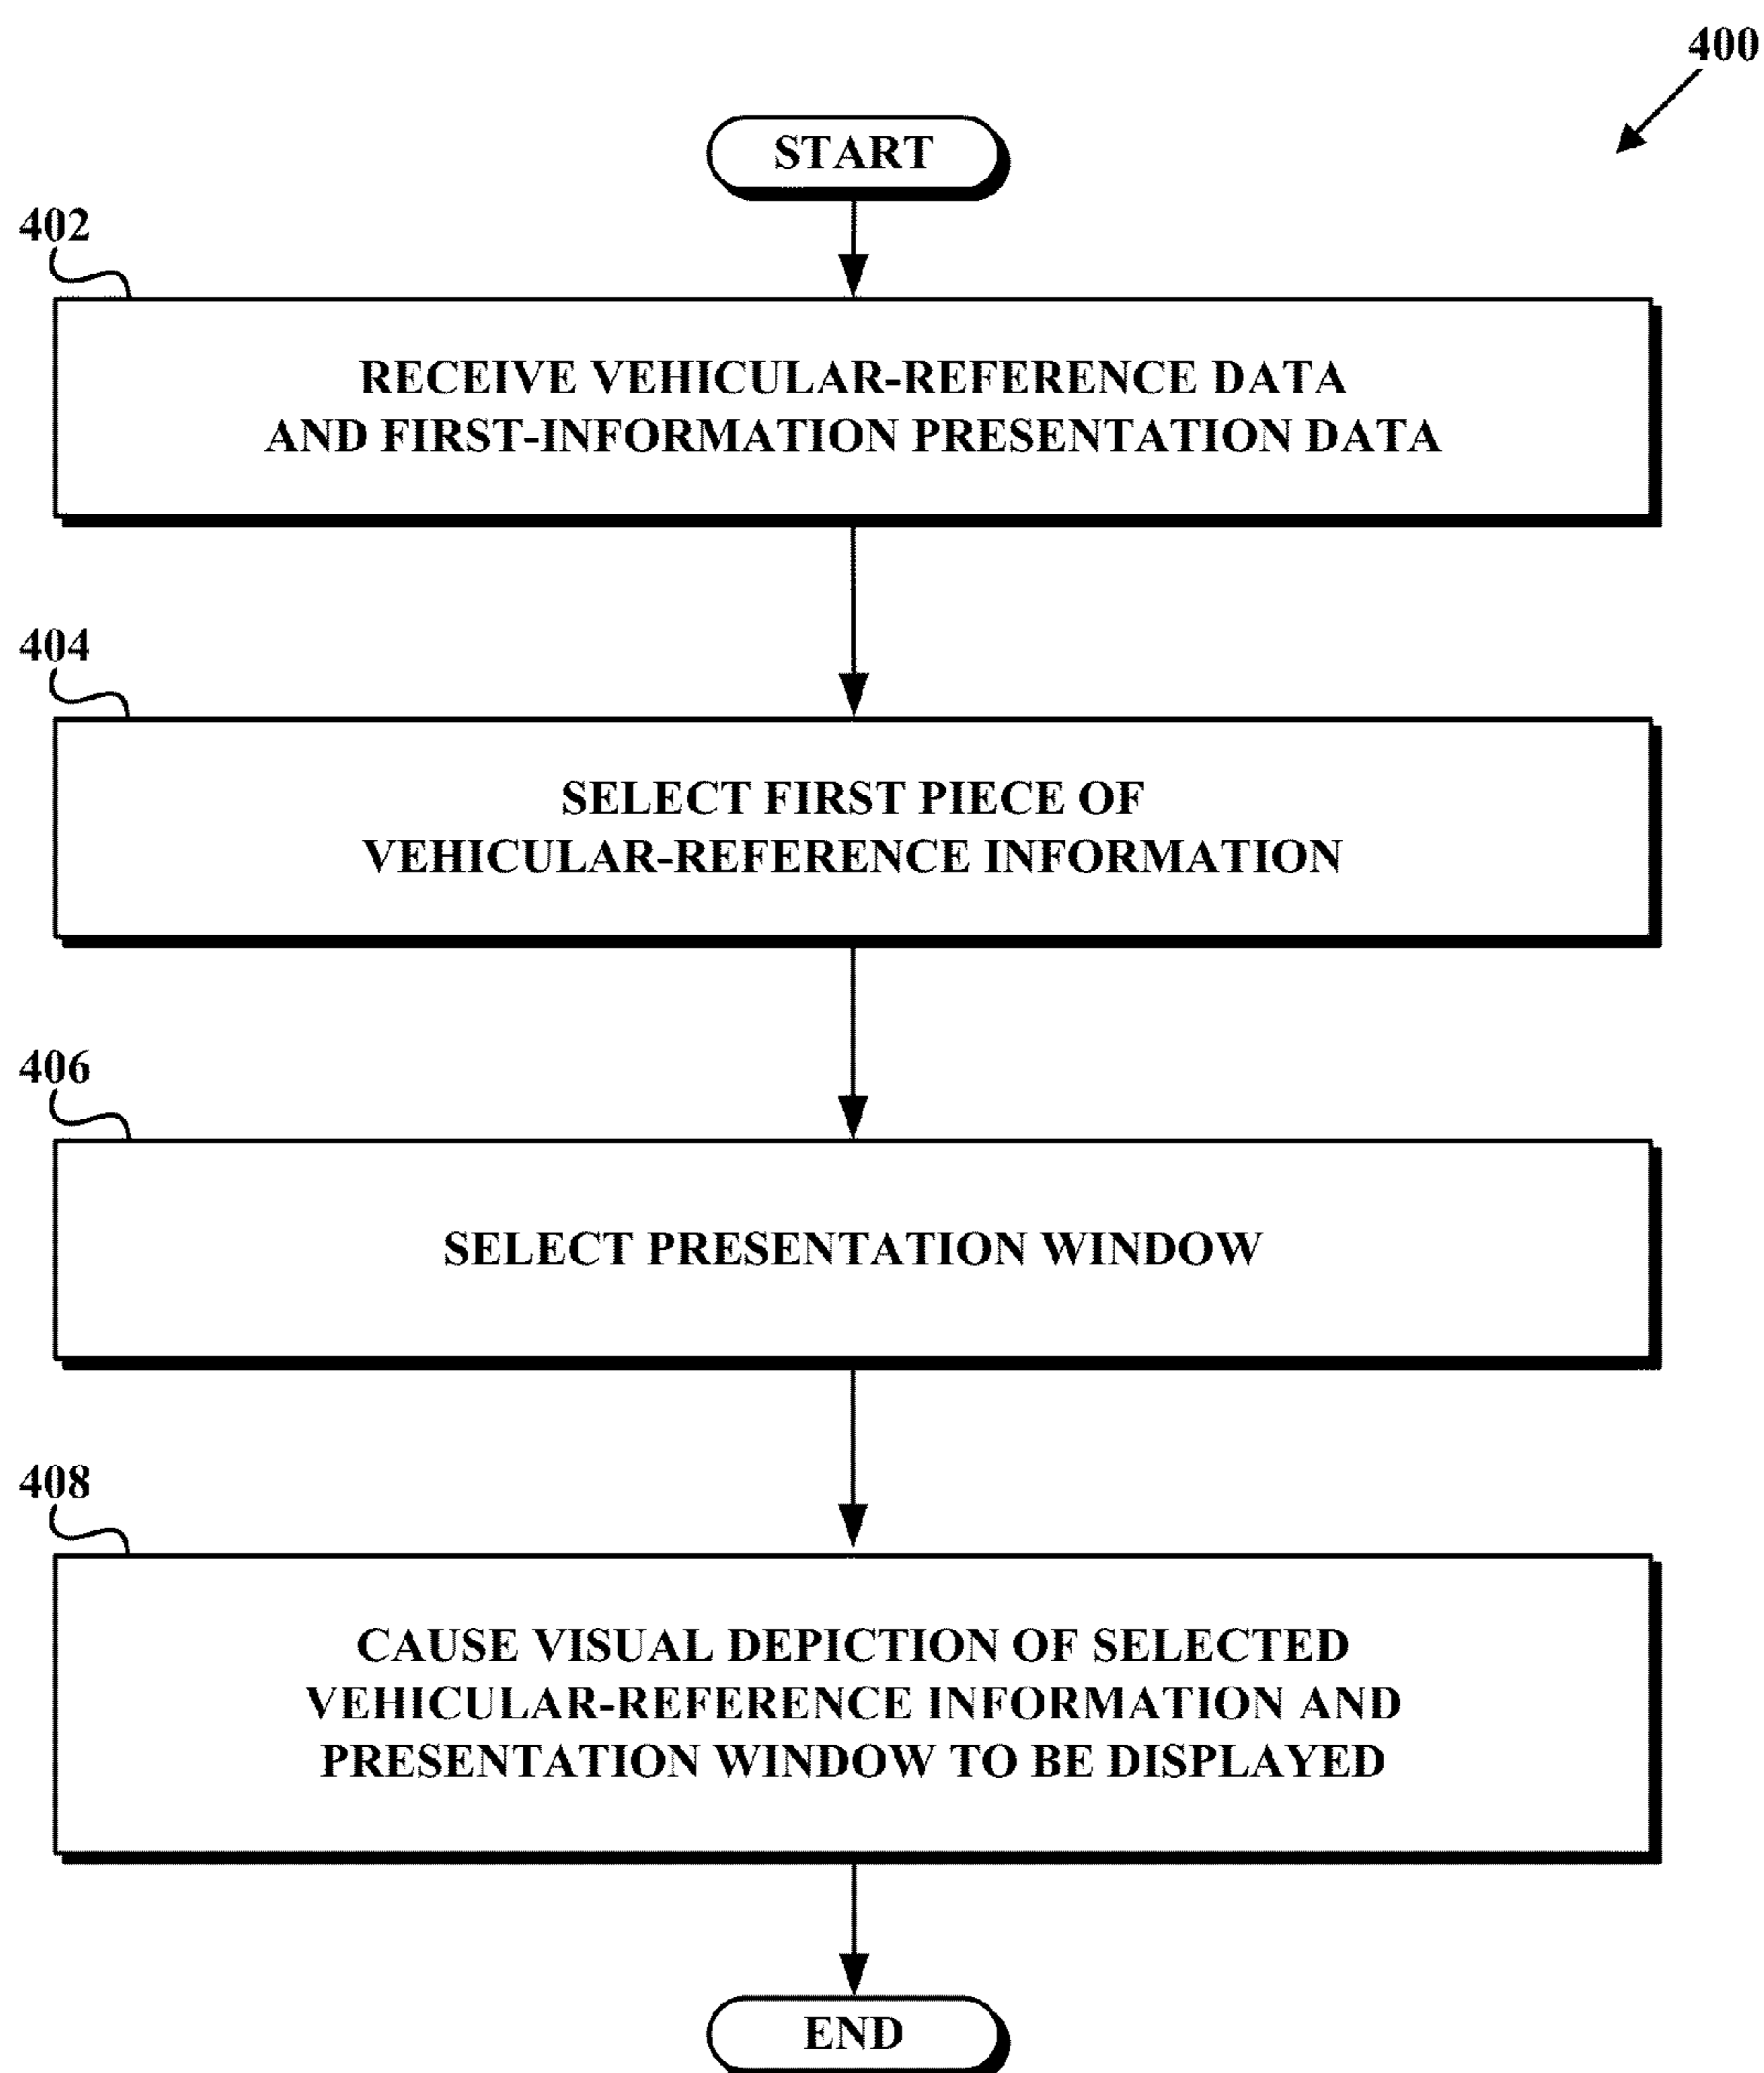 400
START
402
RECEIVE VEHICULAR-REFERENCE DATA
AND FIRST-INFORMATION PRESENTATION DATA
404
SELECT FIRST PIECE OF
VEHICULAR-REFERENCE INFORMATION
406
SELECT PRESENTATION WINDOW
408
CAUSE VISUAL DEPICTION OF SELECTED
VEHICULAR-REFERENCE INFORMATION AND
PRESENTATION WINDOW TO BE DISPLAYED
END